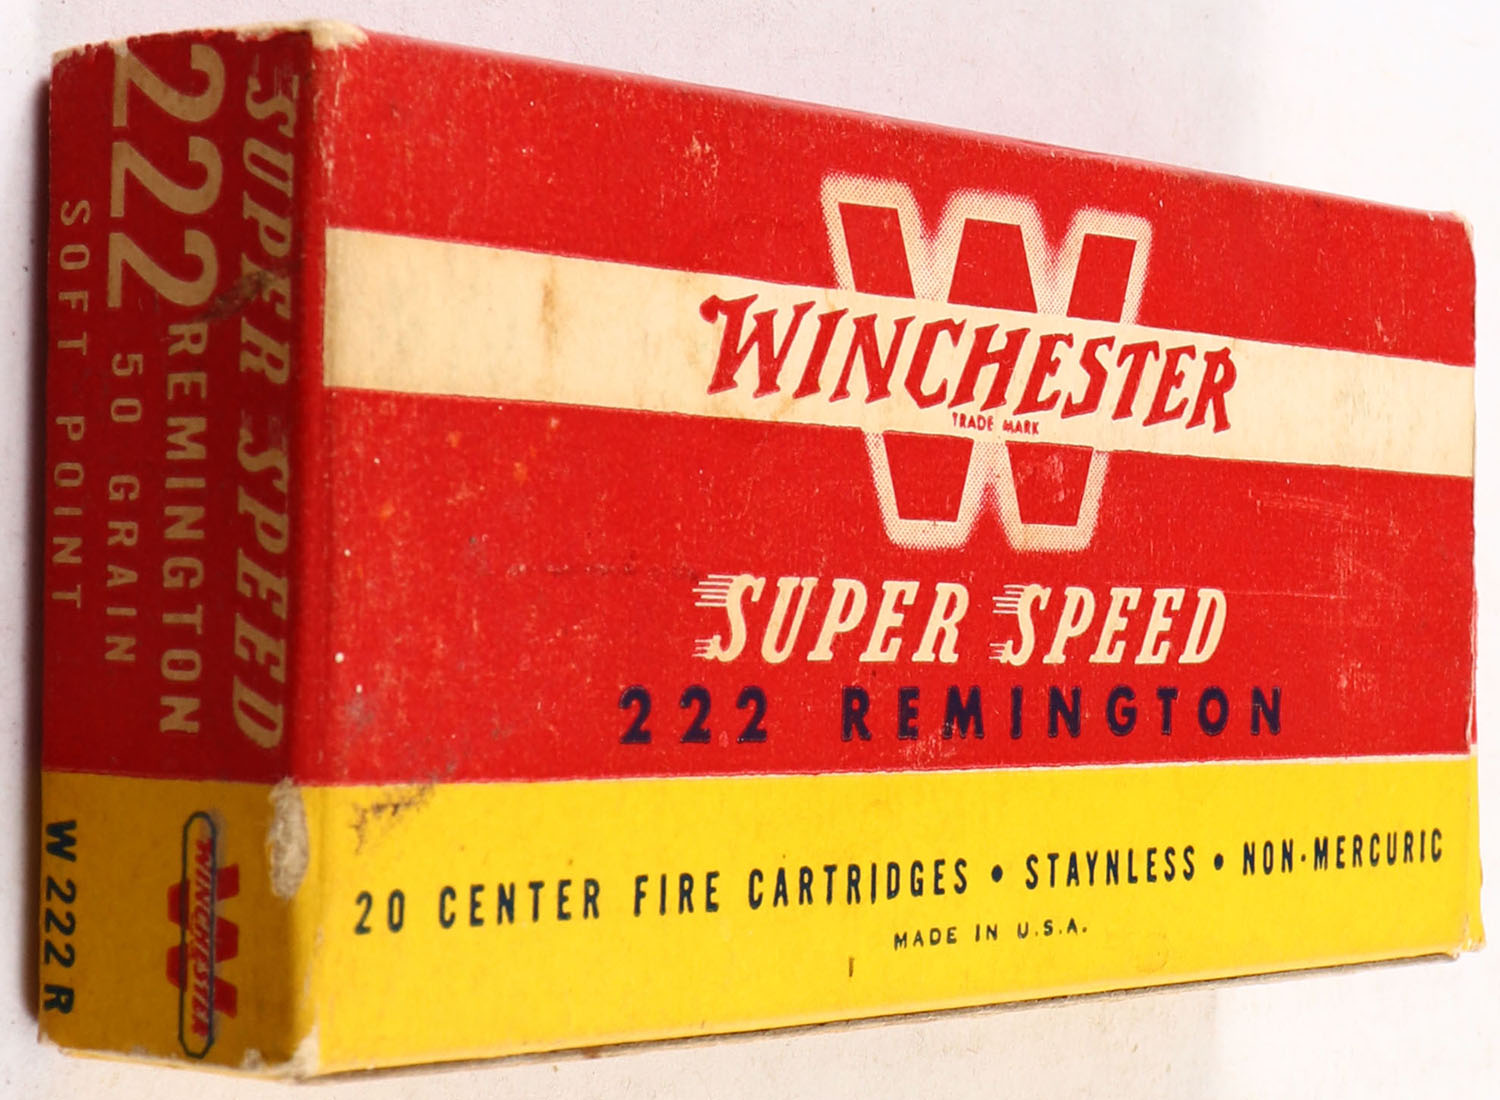 W
WINCHESTER
TRADE MARK
SUPER SPEED
222 REMINGTON
20 CENTER FIRE CARTRIDGES • STAYNLESS • NON-MERCURIC
MADE IN U.S.A.
SUPER SPEED
222 REMINGTON
222 50 GRAIN
SOFT POINT
W
WINCHESTER
W222R